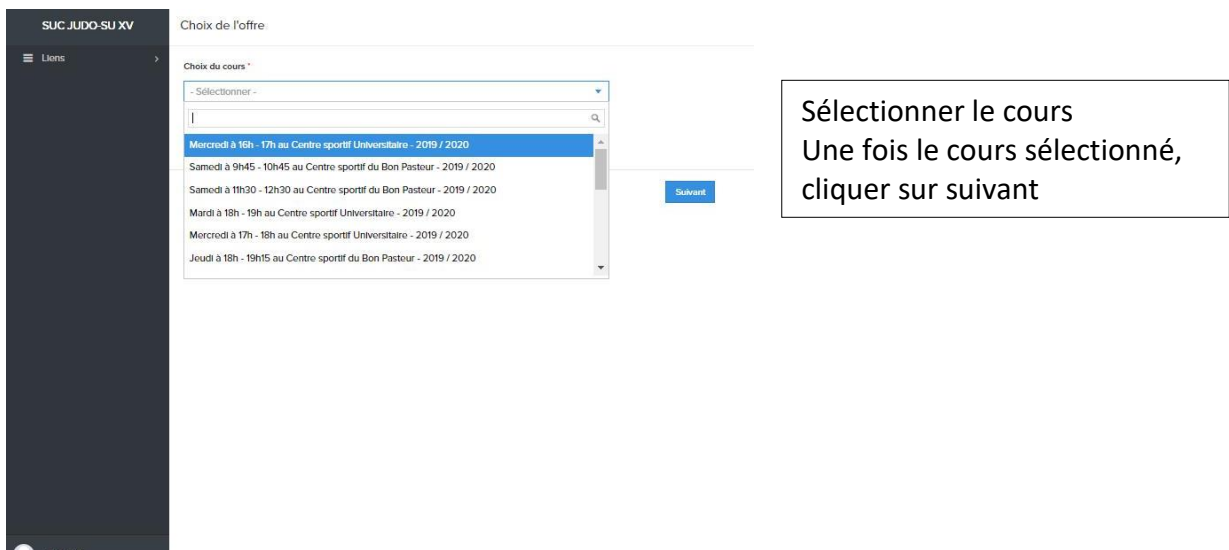 SUC JUDO-SU XV
Choix de l'offre
Liens
Choix du cours *
- Sélectionner -
Mercredi à 16h - 17h au Centre sportif Universitaire - 2019 / 2020
Samedi à 9h45 - 10h45 au Centre sportif du Bon Pasteur - 2019 / 2020
Samedi à 11h30 - 12h30 au Centre sportif du Bon Pasteur - 2019 / 2020
Mardi à 18h - 19h au Centre sportif Universitaire - 2019 / 2020
Mercredi à 17h - 18h au Centre sportif Universitaire - 2019 / 2020
Jeudi à 18h - 19h15 au Centre sportif du Bon Pasteur - 2019 / 2020
Suivant
Sélectionner le cours
Une fois le cours sélectionné,
cliquer sur suivant